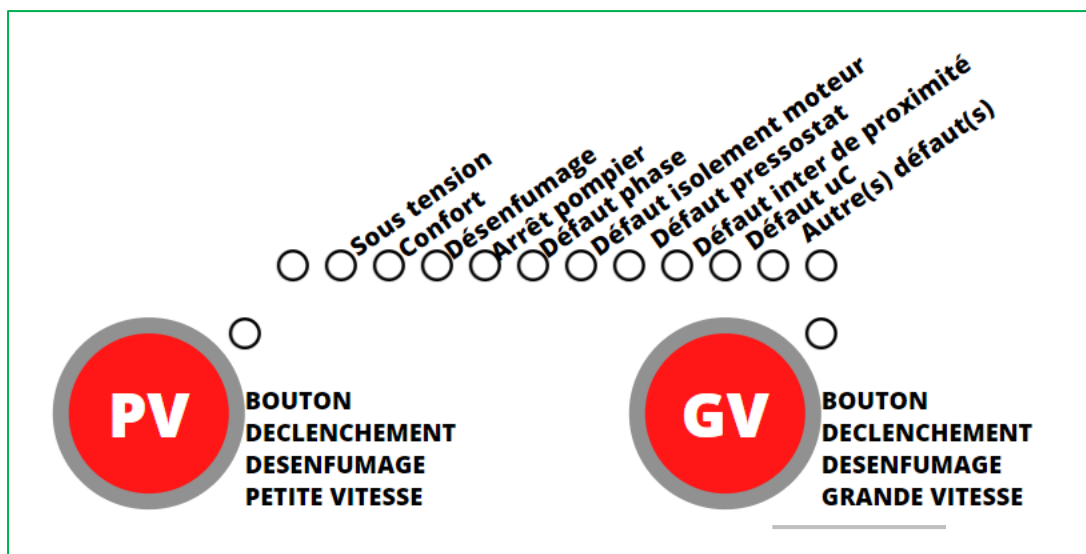 Sous tension
Confort
Désenfumage
Arrêt pompier
Défaut phase
Défaut isolement moteur
Défaut pressostat
Défaut inter de proximité
Défaut uC
Autre(s) défaut(s)
PV
BOUTON
DECLENCHEMENT
DESENFUMAGE
PETITE VITESSE
GV
BOUTON
DECLENCHEMENT
DESENFUMAGE
GRANDE VITESSE